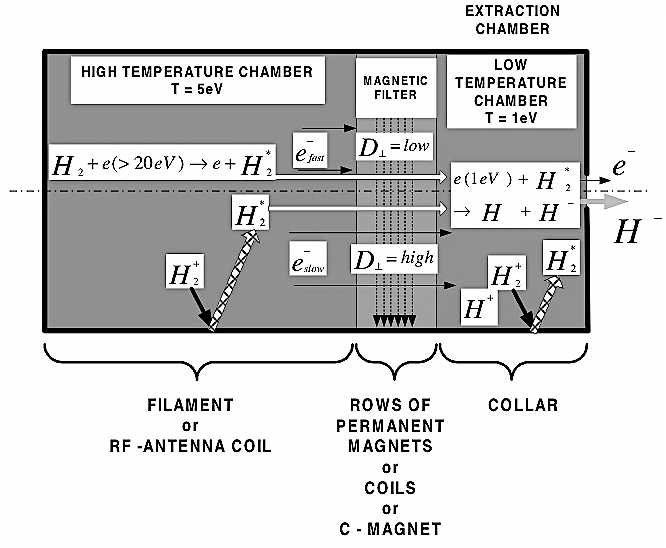 EXTRACTION
CHAMBER
HIGH TEMPERATURE CHAMBER
T = 5eV
MAGNETIC
FILTER
LOW
TEMPERATURE
CHAMBER
T = 1eV
e⁻fast
D⊥ = low
H₂ + e(> 20eV) → e + H₂*
e(1eV) + H₂*
→ H + H⁻
e⁻
H⁻
H₂*
e⁻slow
D⊥ = high
H₂⁺
H⁺
H₂⁺
H₂*
FILAMENT
or
RF -ANTENNA COIL
ROWS OF
PERMANENT
MAGNETS
or
COILS
or
C - MAGNET
COLLAR